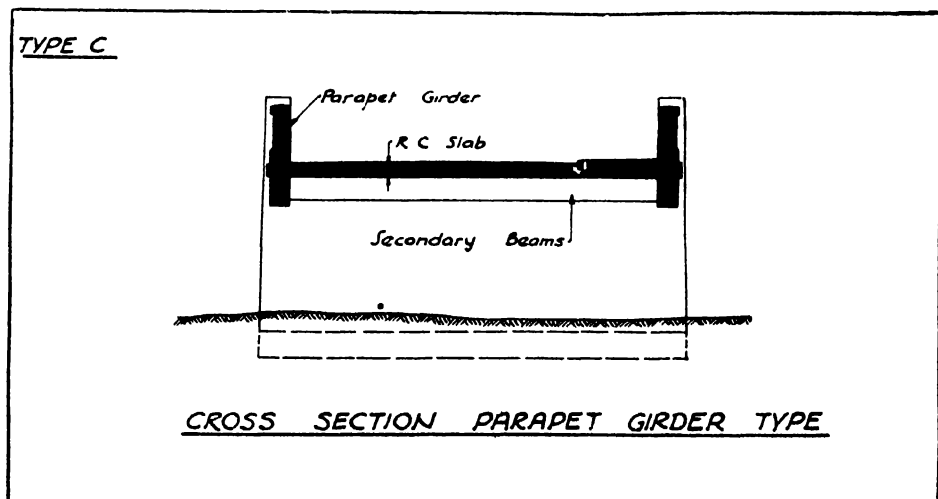 TYPE C
Parapet Girder
R C Slab
Secondary Beams
CROSS SECTION PARAPET GIRDER TYPE